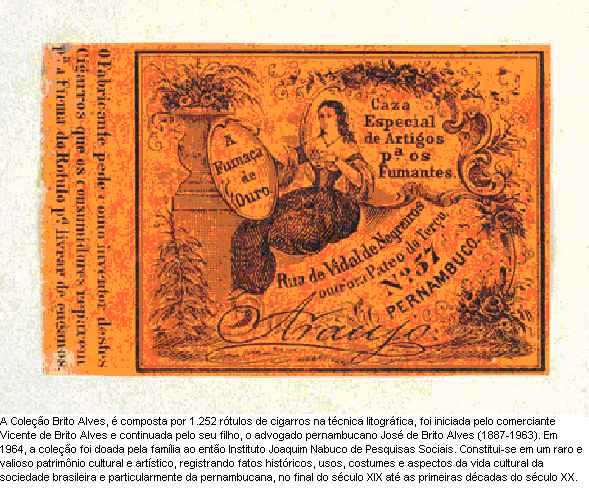 O Fabricante pede como inventor destes
Cigarros que os consumidores reparem
pª a firma do Rotulo pª livrar de enganos.
A
Fumaça
de
Ouro.
Caza
Especial
de Artigos
pª os
Fumantes.
Rua de Vidal de Negreiros
outrora Pateo do Terço.
Nº 37
PERNAMBUCO.
Araujo
A Coleção Brito Alves, é composta por 1.252 rótulos de cigarros na técnica litográfica, foi iniciada pelo comerciante
Vicente de Brito Alves e continuada pelo seu filho, o advogado pernambucano José de Brito Alves (1887-1963). Em
1964, a coleção foi doada pela família ao então Instituto Joaquim Nabuco de Pesquisas Sociais. Constitui-se em um raro e
valioso patrimônio cultural e artístico, registrando fatos históricos, usos, costumes e aspectos da vida cultural da
sociedade brasileira e particularmente da pernambucana, no final do século XIX até as primeiras décadas do século XX.